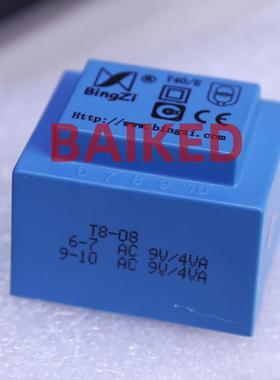 BingZi
® T40/E
CE
Http://www.bingzi.com
BAIKED
6 7 8 9 10
T8-08
6-7 AC 9V/4VA
9-10 AC 9V/4VA